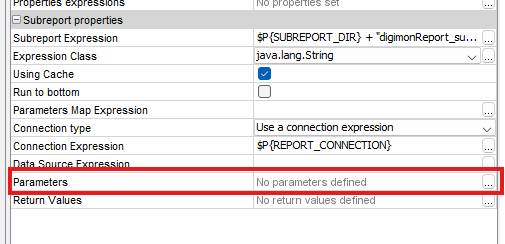 Properties expressions No properties set ...
Subreport properties
Subreport Expression $P{SUBREPORT_DIR} + "digimonReport_su... ...
Expression Class java.lang.String ...
Using Cache
Run to bottom
Parameters Map Expression ...
Connection type Use a connection expression
Connection Expression $P{REPORT_CONNECTION} ...
Data Source Expression ...
Parameters No parameters defined ...
Return Values No return values defined ...